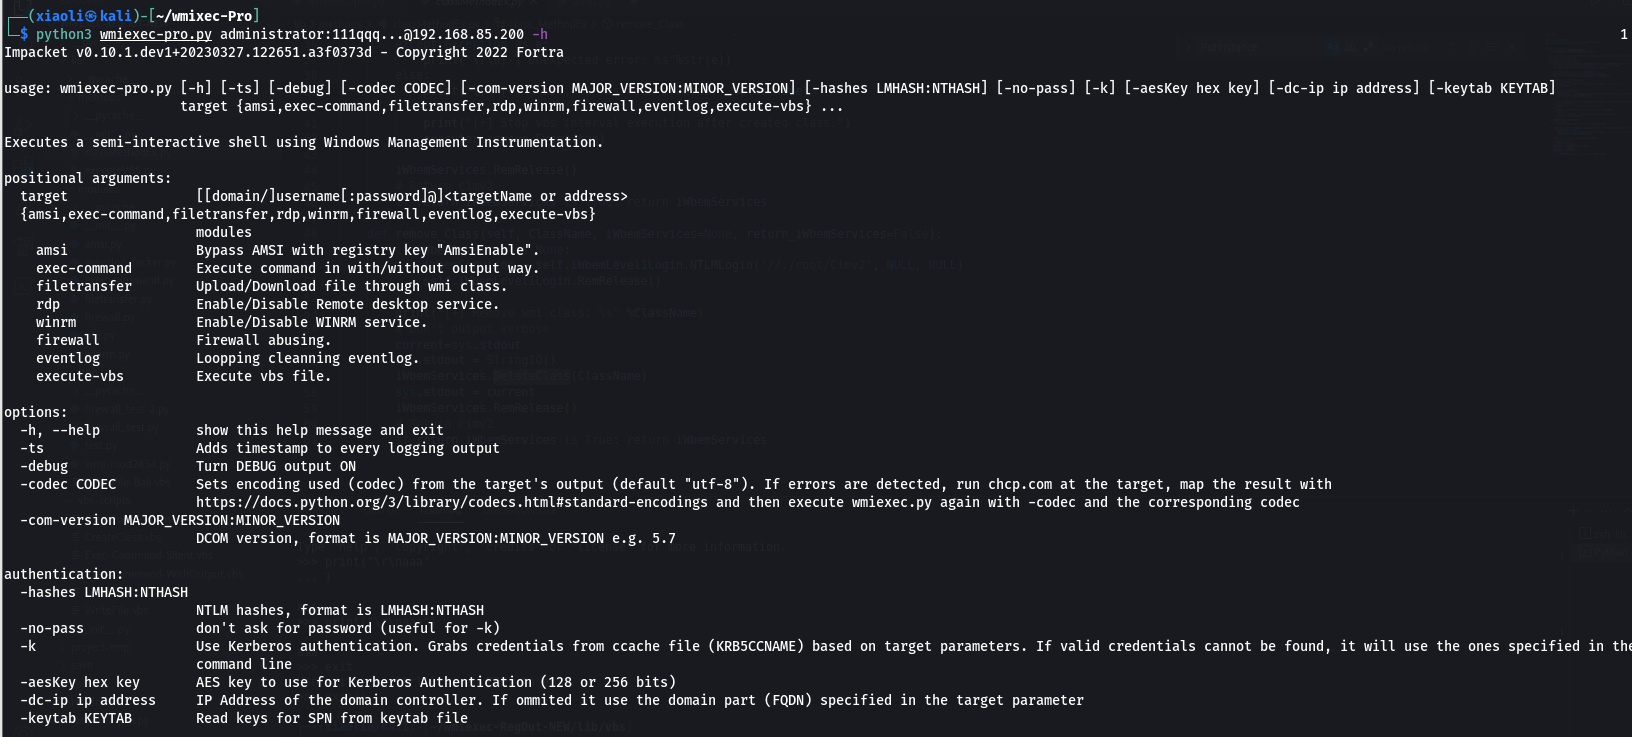 ┌──(xiaoli㉿kali)-[~/wmixec-Pro]
└─$ python3 wmiexec-pro.py administrator:111qqq...@192.168.85.200 -h 1
Impacket v0.10.1.dev1+20230327.122651.a3f0373d - Copyright 2022 Fortra
usage: wmiexec-pro.py [-h] [-ts] [-debug] [-codec CODEC] [-com-version MAJOR_VERSION:MINOR_VERSION] [-hashes LMHASH:NTHASH] [-no-pass] [-k] [-aesKey hex key] [-dc-ip ip address] [-keytab KEYTAB]
target {amsi,exec-command,filetransfer,rdp,winrm,firewall,eventlog,execute-vbs} ...
Executes a semi-interactive shell using Windows Management Instrumentation.
positional arguments:
target [[domain/]username[:password]@]<targetName or address>
{amsi,exec-command,filetransfer,rdp,winrm,firewall,eventlog,execute-vbs}
modules
amsi Bypass AMSI with registry key "AmsiEnable".
exec-command Execute command in with/without output way.
filetransfer Upload/Download file through wmi class.
rdp Enable/Disable Remote desktop service.
winrm Enable/Disable WINRM service.
firewall Firewall abusing.
eventlog Loopping cleanning eventlog.
execute-vbs Execute vbs file.
options:
-h, --help show this help message and exit
-ts Adds timestamp to every logging output
-debug Turn DEBUG output ON
-codec CODEC Sets encoding used (codec) from the target's output (default "utf-8"). If errors are detected, run chcp.com at the target, map the result with
https://docs.python.org/3/library/codecs.html#standard-encodings and then execute wmiexec.py again with -codec and the corresponding codec
-com-version MAJOR_VERSION:MINOR_VERSION
DCOM version, format is MAJOR_VERSION:MINOR_VERSION e.g. 5.7
authentication:
-hashes LMHASH:NTHASH
NTLM hashes, format is LMHASH:NTHASH
-no-pass don't ask for password (useful for -k)
-k Use Kerberos authentication. Grabs credentials from ccache file (KRB5CCNAME) based on target parameters. If valid credentials cannot be found, it will use the ones specified in the
command line
-aesKey hex key AES key to use for Kerberos Authentication (128 or 256 bits)
-dc-ip ip address IP Address of the domain controller. If ommited it use the domain part (FQDN) specified in the target parameter
-keytab KEYTAB Read keys for SPN from keytab file